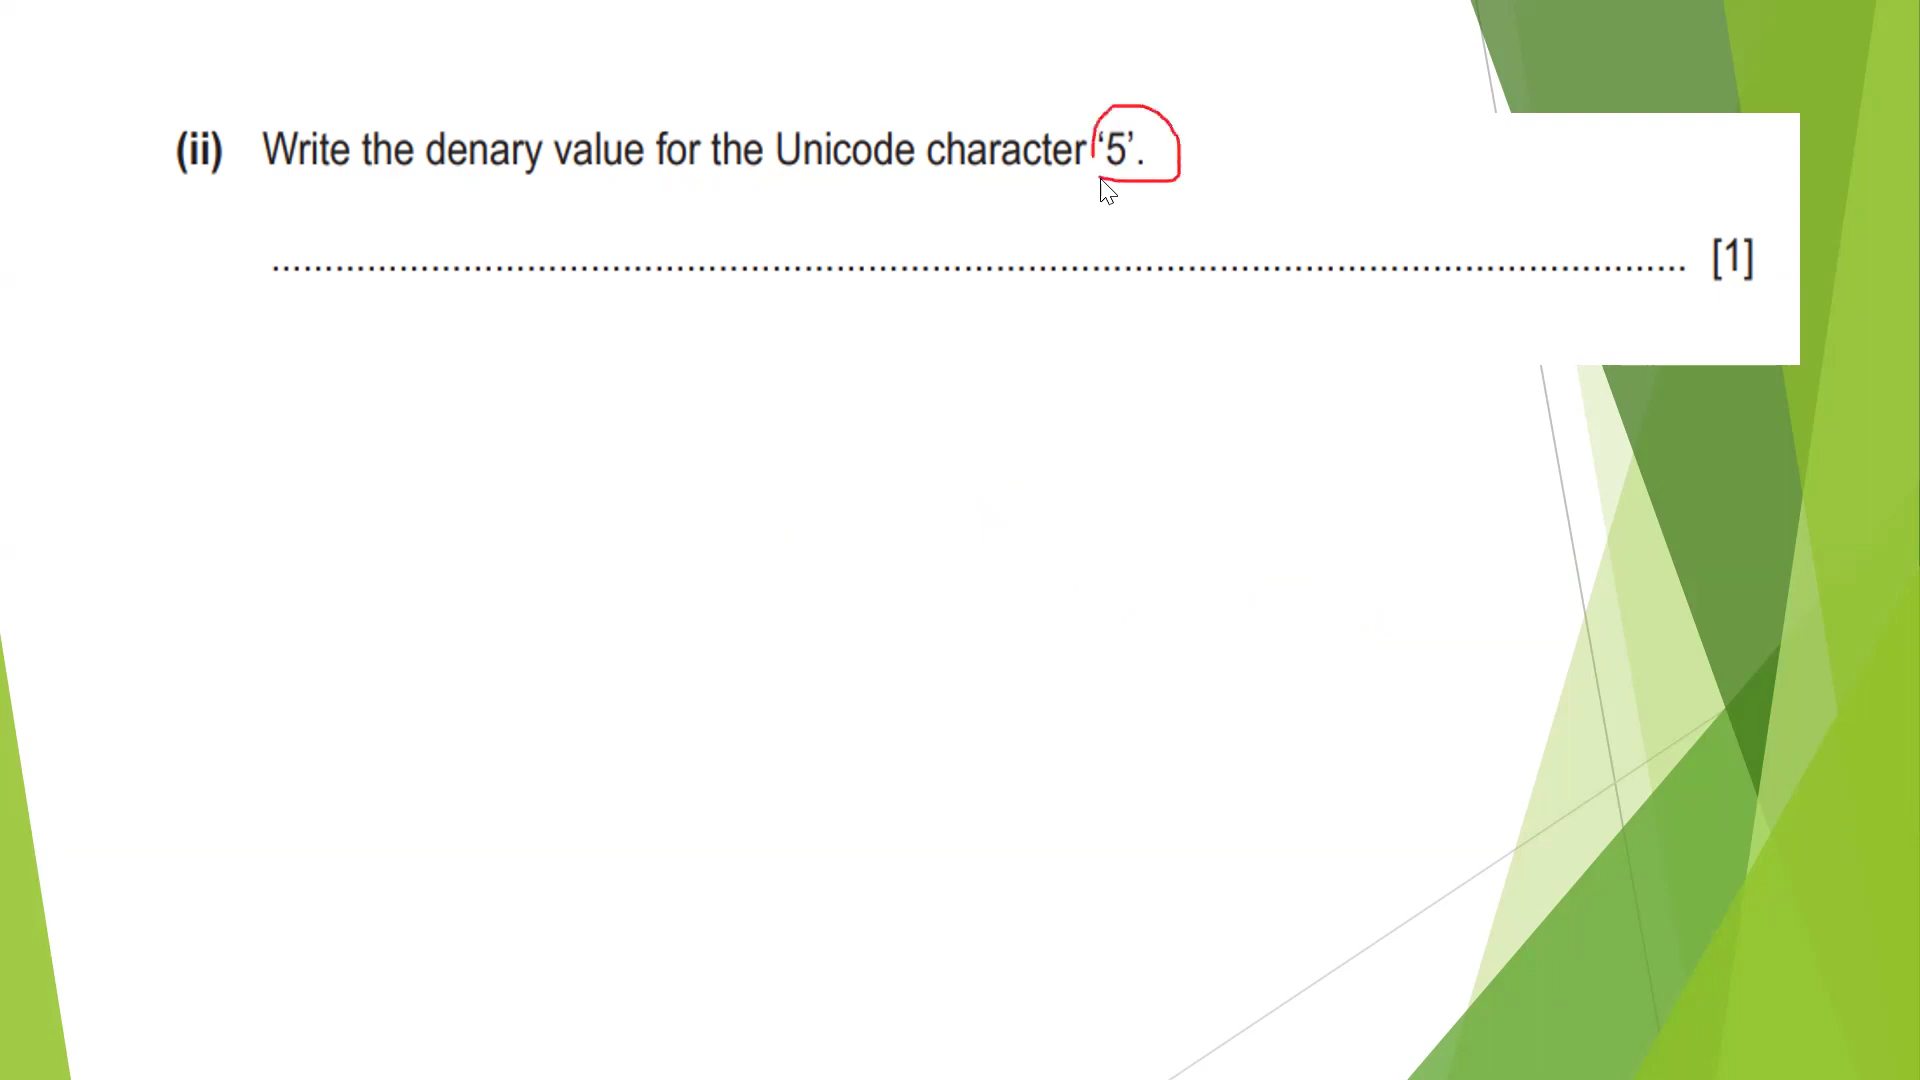 (ii) Write the denary value for the Unicode character ‘5’.
.................................................................................................................................... [1]